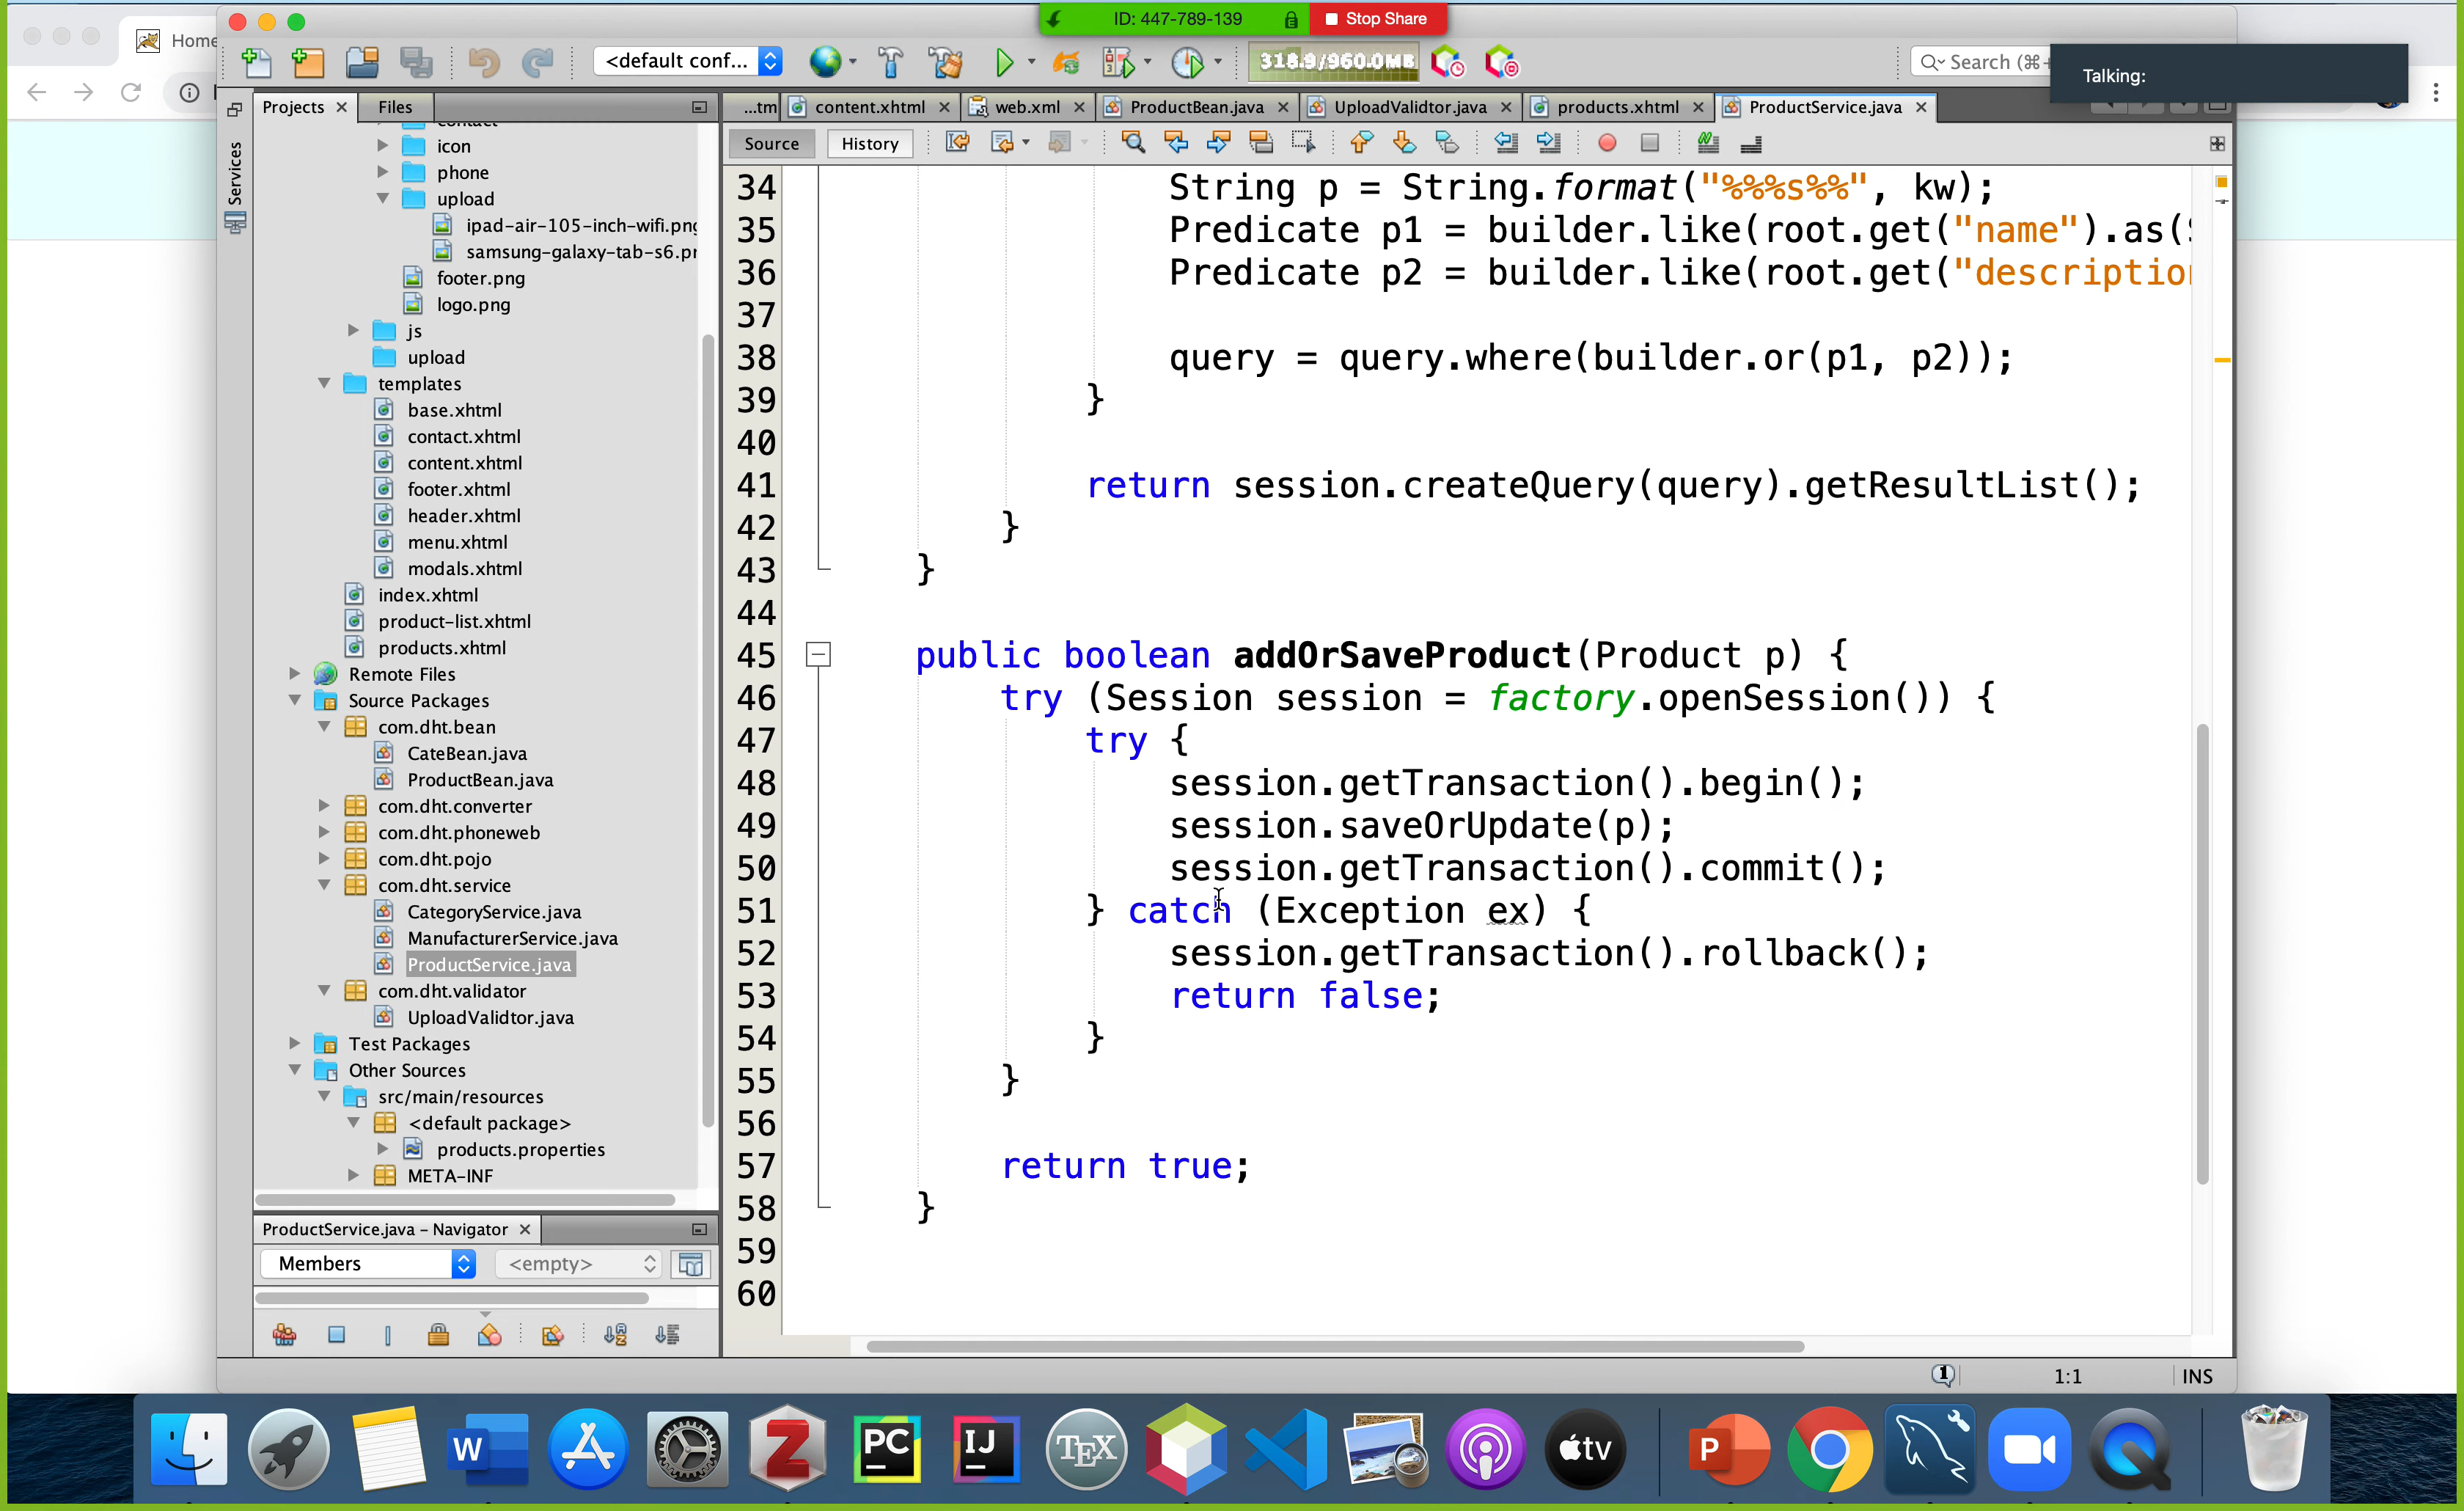 ID: 447-789-139
Stop Share
Home
<default conf...
318.9/960.0MB
Search (⌘+
Talking:
Projects
Files
...tm
content.xhtml
web.xml
ProductBean.java
UploadValidtor.java
products.xhtml
ProductService.java
Source
History
Services
contact
icon
phone
upload
ipad-air-105-inch-wifi.png
samsung-galaxy-tab-s6.pr
footer.png
logo.png
js
upload
templates
base.xhtml
contact.xhtml
content.xhtml
footer.xhtml
header.xhtml
menu.xhtml
modals.xhtml
index.xhtml
product-list.xhtml
products.xhtml
Remote Files
Source Packages
com.dht.bean
CateBean.java
ProductBean.java
com.dht.converter
com.dht.phoneweb
com.dht.pojo
com.dht.service
CategoryService.java
ManufacturerService.java
ProductService.java
com.dht.validator
UploadValidtor.java
Test Packages
Other Sources
src/main/resources
<default package>
products.properties
META-INF
ProductService.java - Navigator
Members
<empty>
34 String p = String.format("%%%s%%", kw);
35 Predicate p1 = builder.like(root.get("name").as(S
36 Predicate p2 = builder.like(root.get("description
37
38 query = query.where(builder.or(p1, p2));
39 }
40
41 return session.createQuery(query).getResultList();
42 }
43 }
44
45 public boolean addOrSaveProduct(Product p) {
46 try (Session session = factory.openSession()) {
47 try {
48 session.getTransaction().begin();
49 session.saveOrUpdate(p);
50 session.getTransaction().commit();
51 } catch (Exception ex) {
52 session.getTransaction().rollback();
53 return false;
54 }
55 }
56
57 return true;
58 }
59
60
1
1:1
INS
W
Z
PC
IJ
TEX
tv
P